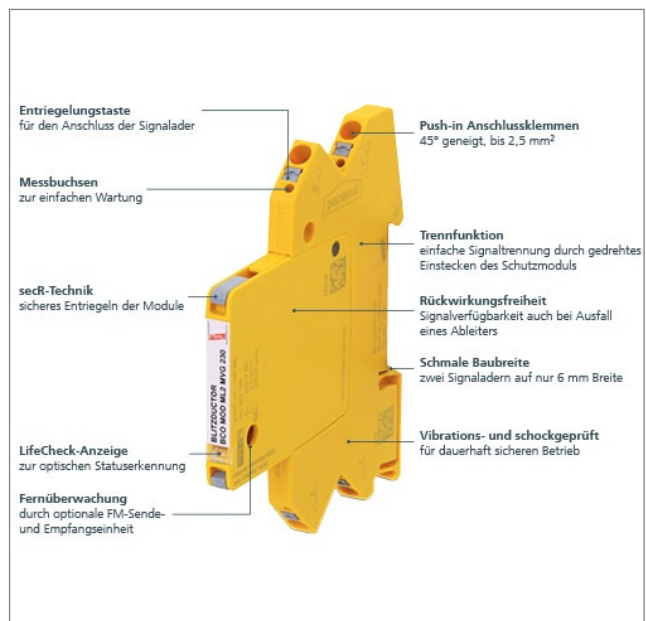 Entriegelungstaste
für den Anschluss der Signalader
Messbuchsen
zur einfachen Wartung
secR-Technik
sicheres Entriegeln der Module
LifeCheck-Anzeige
zur optischen Statuserkennung
Fernüberwachung
durch optionale FM-Sende-
und Empfangseinheit
BLITZDUCTOR
BCO MOD ML2 MVG 230
Push-in Anschlussklemmen
45° geneigt, bis 2,5 mm²
Trennfunktion
einfache Signaltrennung durch gedrehtes
Einstecken des Schutzmoduls
Rückwirkungsfreiheit
Signalverfügbarkeit auch bei Ausfall
eines Ableiters
Schmale Baubreite
zwei Signaladern auf nur 6 mm Breite
Vibrations- und schockgeprüft
für dauerhaft sicheren Betrieb